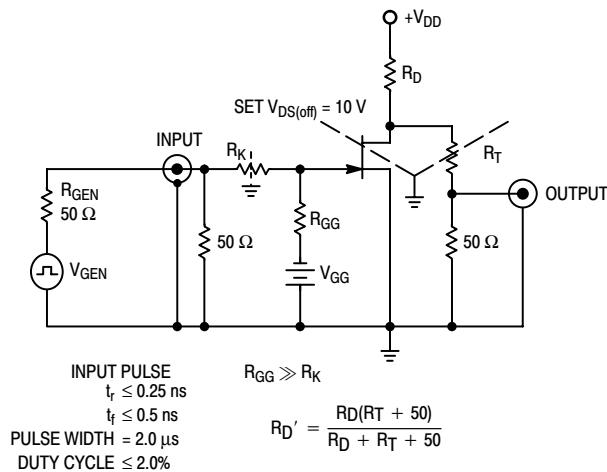 +V_DD
R_D
SET V_DS(off) = 10 V
INPUT
R_K
R_T
R_GEN
50 Ω
OUTPUT
R_GG
50 Ω
50 Ω
V_GEN
V_GG
INPUT PULSE
t_r ≤ 0.25 ns
t_f ≤ 0.5 ns
PULSE WIDTH = 2.0 μs
DUTY CYCLE ≤ 2.0%
R_GG ≫ R_K
R_D′ = R_D(R_T + 50) / (R_D + R_T + 50)